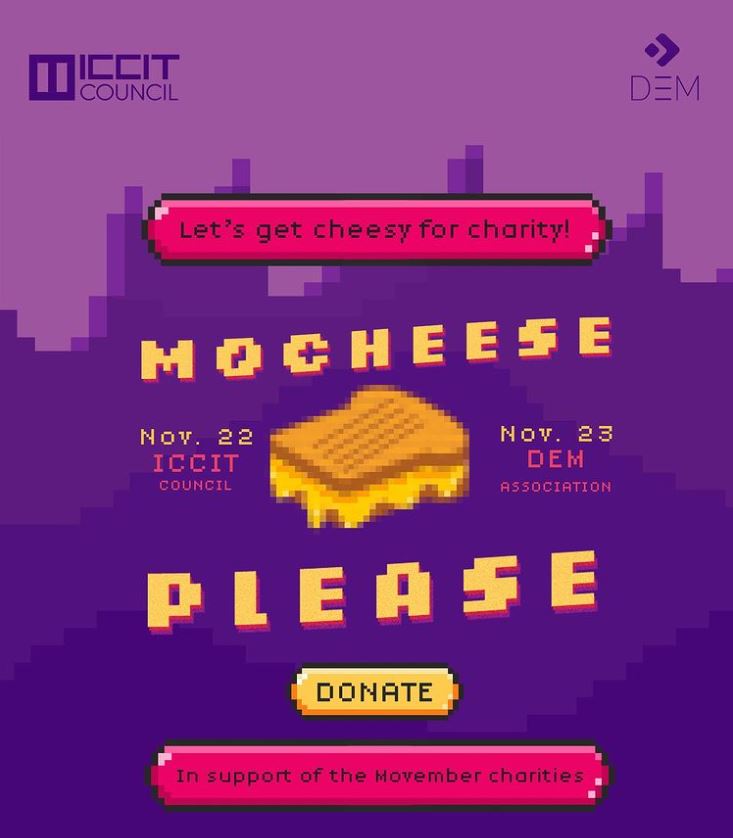 ICCIT
COUNCIL
DEM
Let's get cheesy for charity!
MOCHEESE
Nov. 22
ICCIT
COUNCIL
Nov. 23
DEM
ASSOCIATION
PLEASE
DONATE
In support of the Movember charities